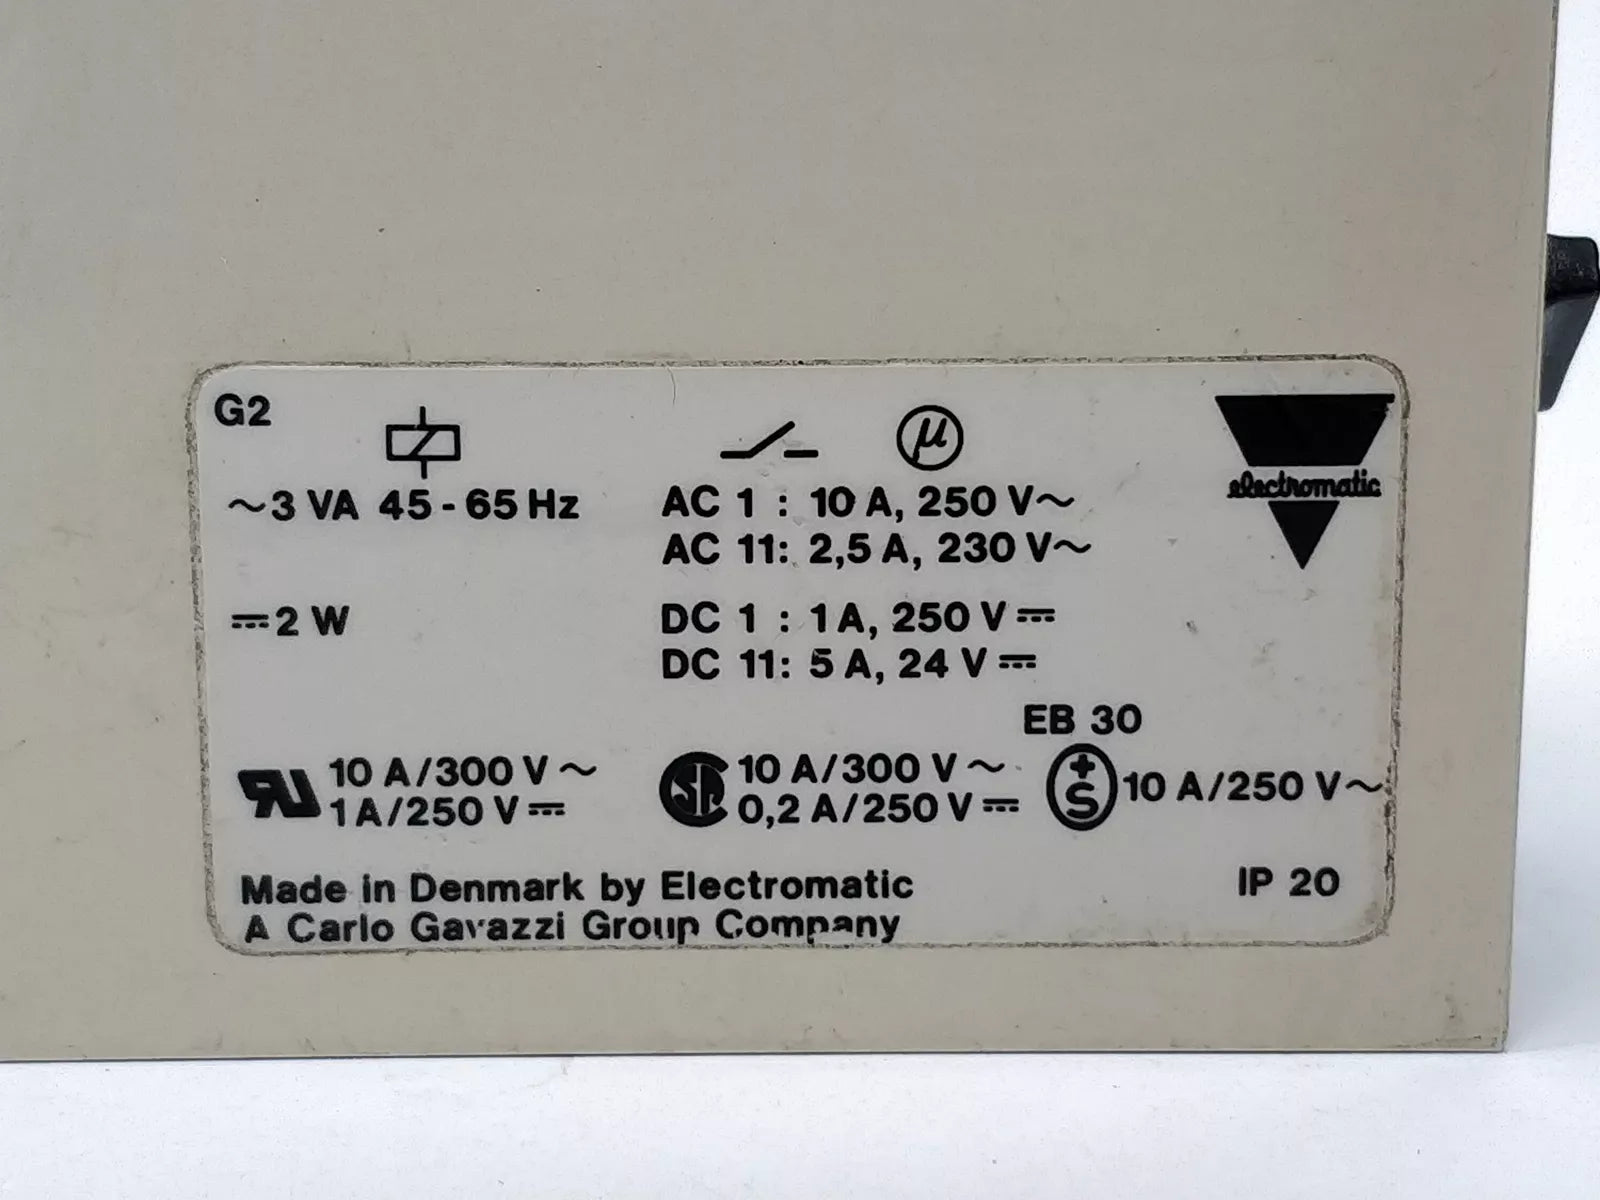 G2
µ
electromatic
~3 VA 45-65 Hz
AC 1 : 10 A, 250 V~
AC 11: 2,5 A, 230 V~
⎓2 W
DC 1 : 1 A, 250 V⎓
DC 11: 5 A, 24 V⎓
EB 30
RU 10 A/300 V~
1 A/250 V⎓
SP 10 A/300 V~
0,2 A/250 V⎓
+S 10 A/250 V~
Made in Denmark by Electromatic
A Carlo Gavazzi Group Company
IP 20